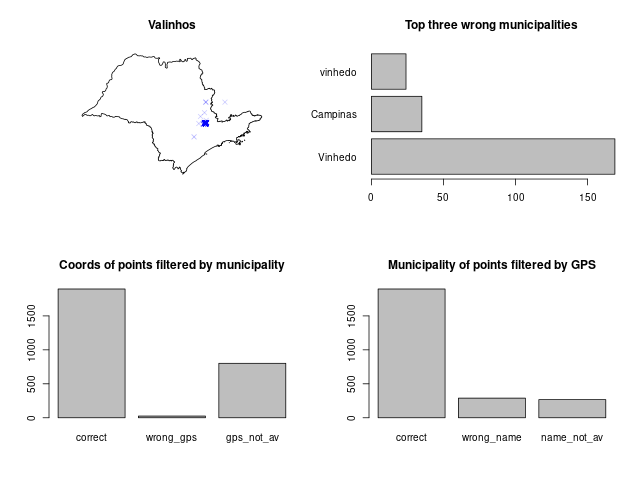 Valinhos
Top three wrong municipalities
vinhedo
Campinas
Vinhedo
0 50 100 150
Coords of points filtered by municipality
1500
1000
500
0
correct wrong_gps gps_not_av
Municipality of points filtered by GPS
1500
1000
500
0
correct wrong_name name_not_av